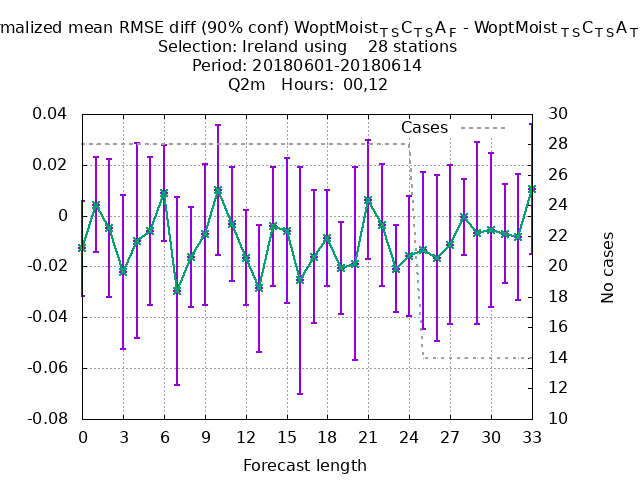 rmalized mean RMSE diff (90% conf) WoptMoist_TSC_TSA_F - WoptMoist_TSC_TSA_T
Selection: Ireland using 28 stations
Period: 20180601-20180614
Q2m Hours: 00,12
Cases
0.04
0.02
0
-0.02
-0.04
-0.06
-0.08
30
28
26
24
22
20
18
16
14
12
10
No cases
0 3 6 9 12 15 18 21 24 27 30 33
Forecast length